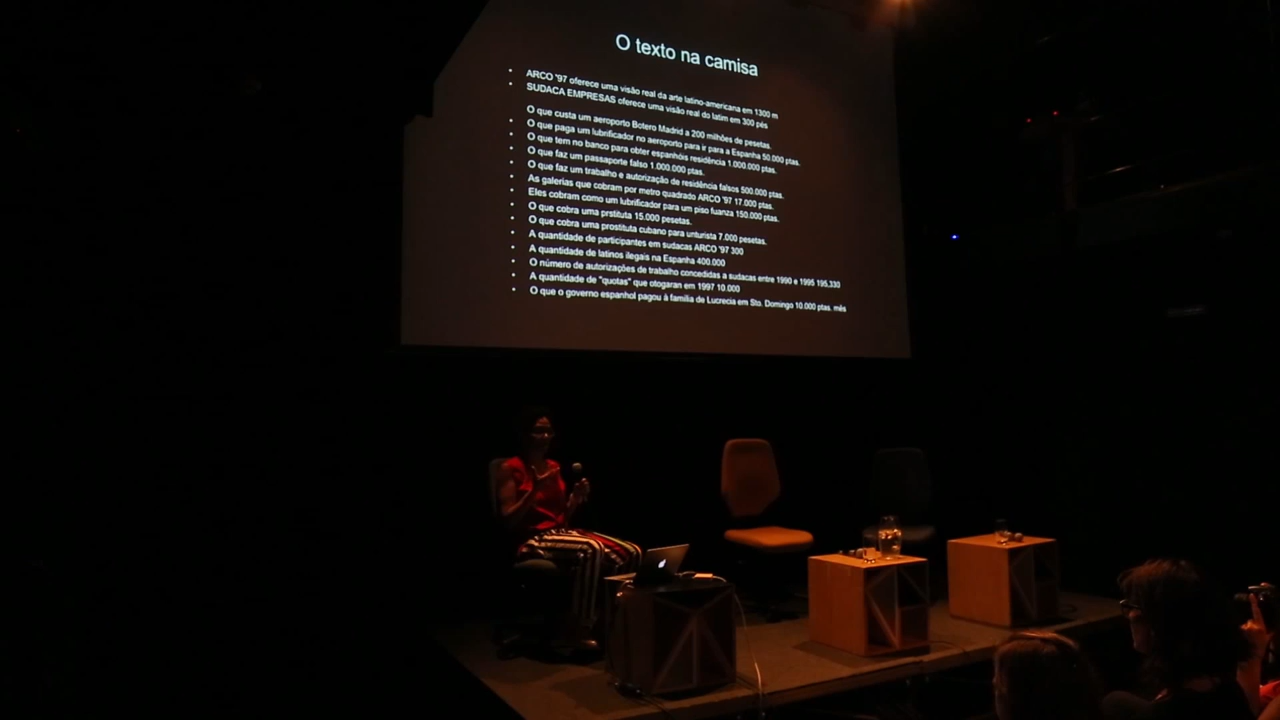 O texto na camisa
• ARCO '97 oferece uma visão real da arte latino-americana em 1300 m
• SUDACA EMPRESAS oferece uma visão real do latim em 300 pés
O que custa um aeroporto Botero Madrid a 200 milhões de pesetas.
• O que paga um lubrificador no aeroporto para ir para a Espanha 50.000 ptas.
• O que tem no banco para obter espanhóis residência 1.000.000 ptas.
• O que faz um passaporte falso 1.000.000 ptas.
• O que faz um trabalho e autorização de residência falsos 500.000 ptas.
• As galerias que cobram por metro quadrado ARCO '97 17.000 ptas.
• Eles cobram como um lubrificador para um piso fuanza 150.000 ptas.
• O que cobra uma prstituta 15.000 pesetas.
• O que cobra uma prostituta cubano para unturista 7.000 pesetas.
• A quantidade de participantes em sudacas ARCO '97 300
• A quantidade de latinos ilegais na Espanha 400.000
• O número de autorizações de trabalho concedidas a sudacas entre 1990 e 1995 195,330
• A quantidade de "quotas" que otogaran em 1997 10.000
• O que o governo espanhol pagou à família de Lucrecia em Sto. Domingo 10.000 ptas. mês